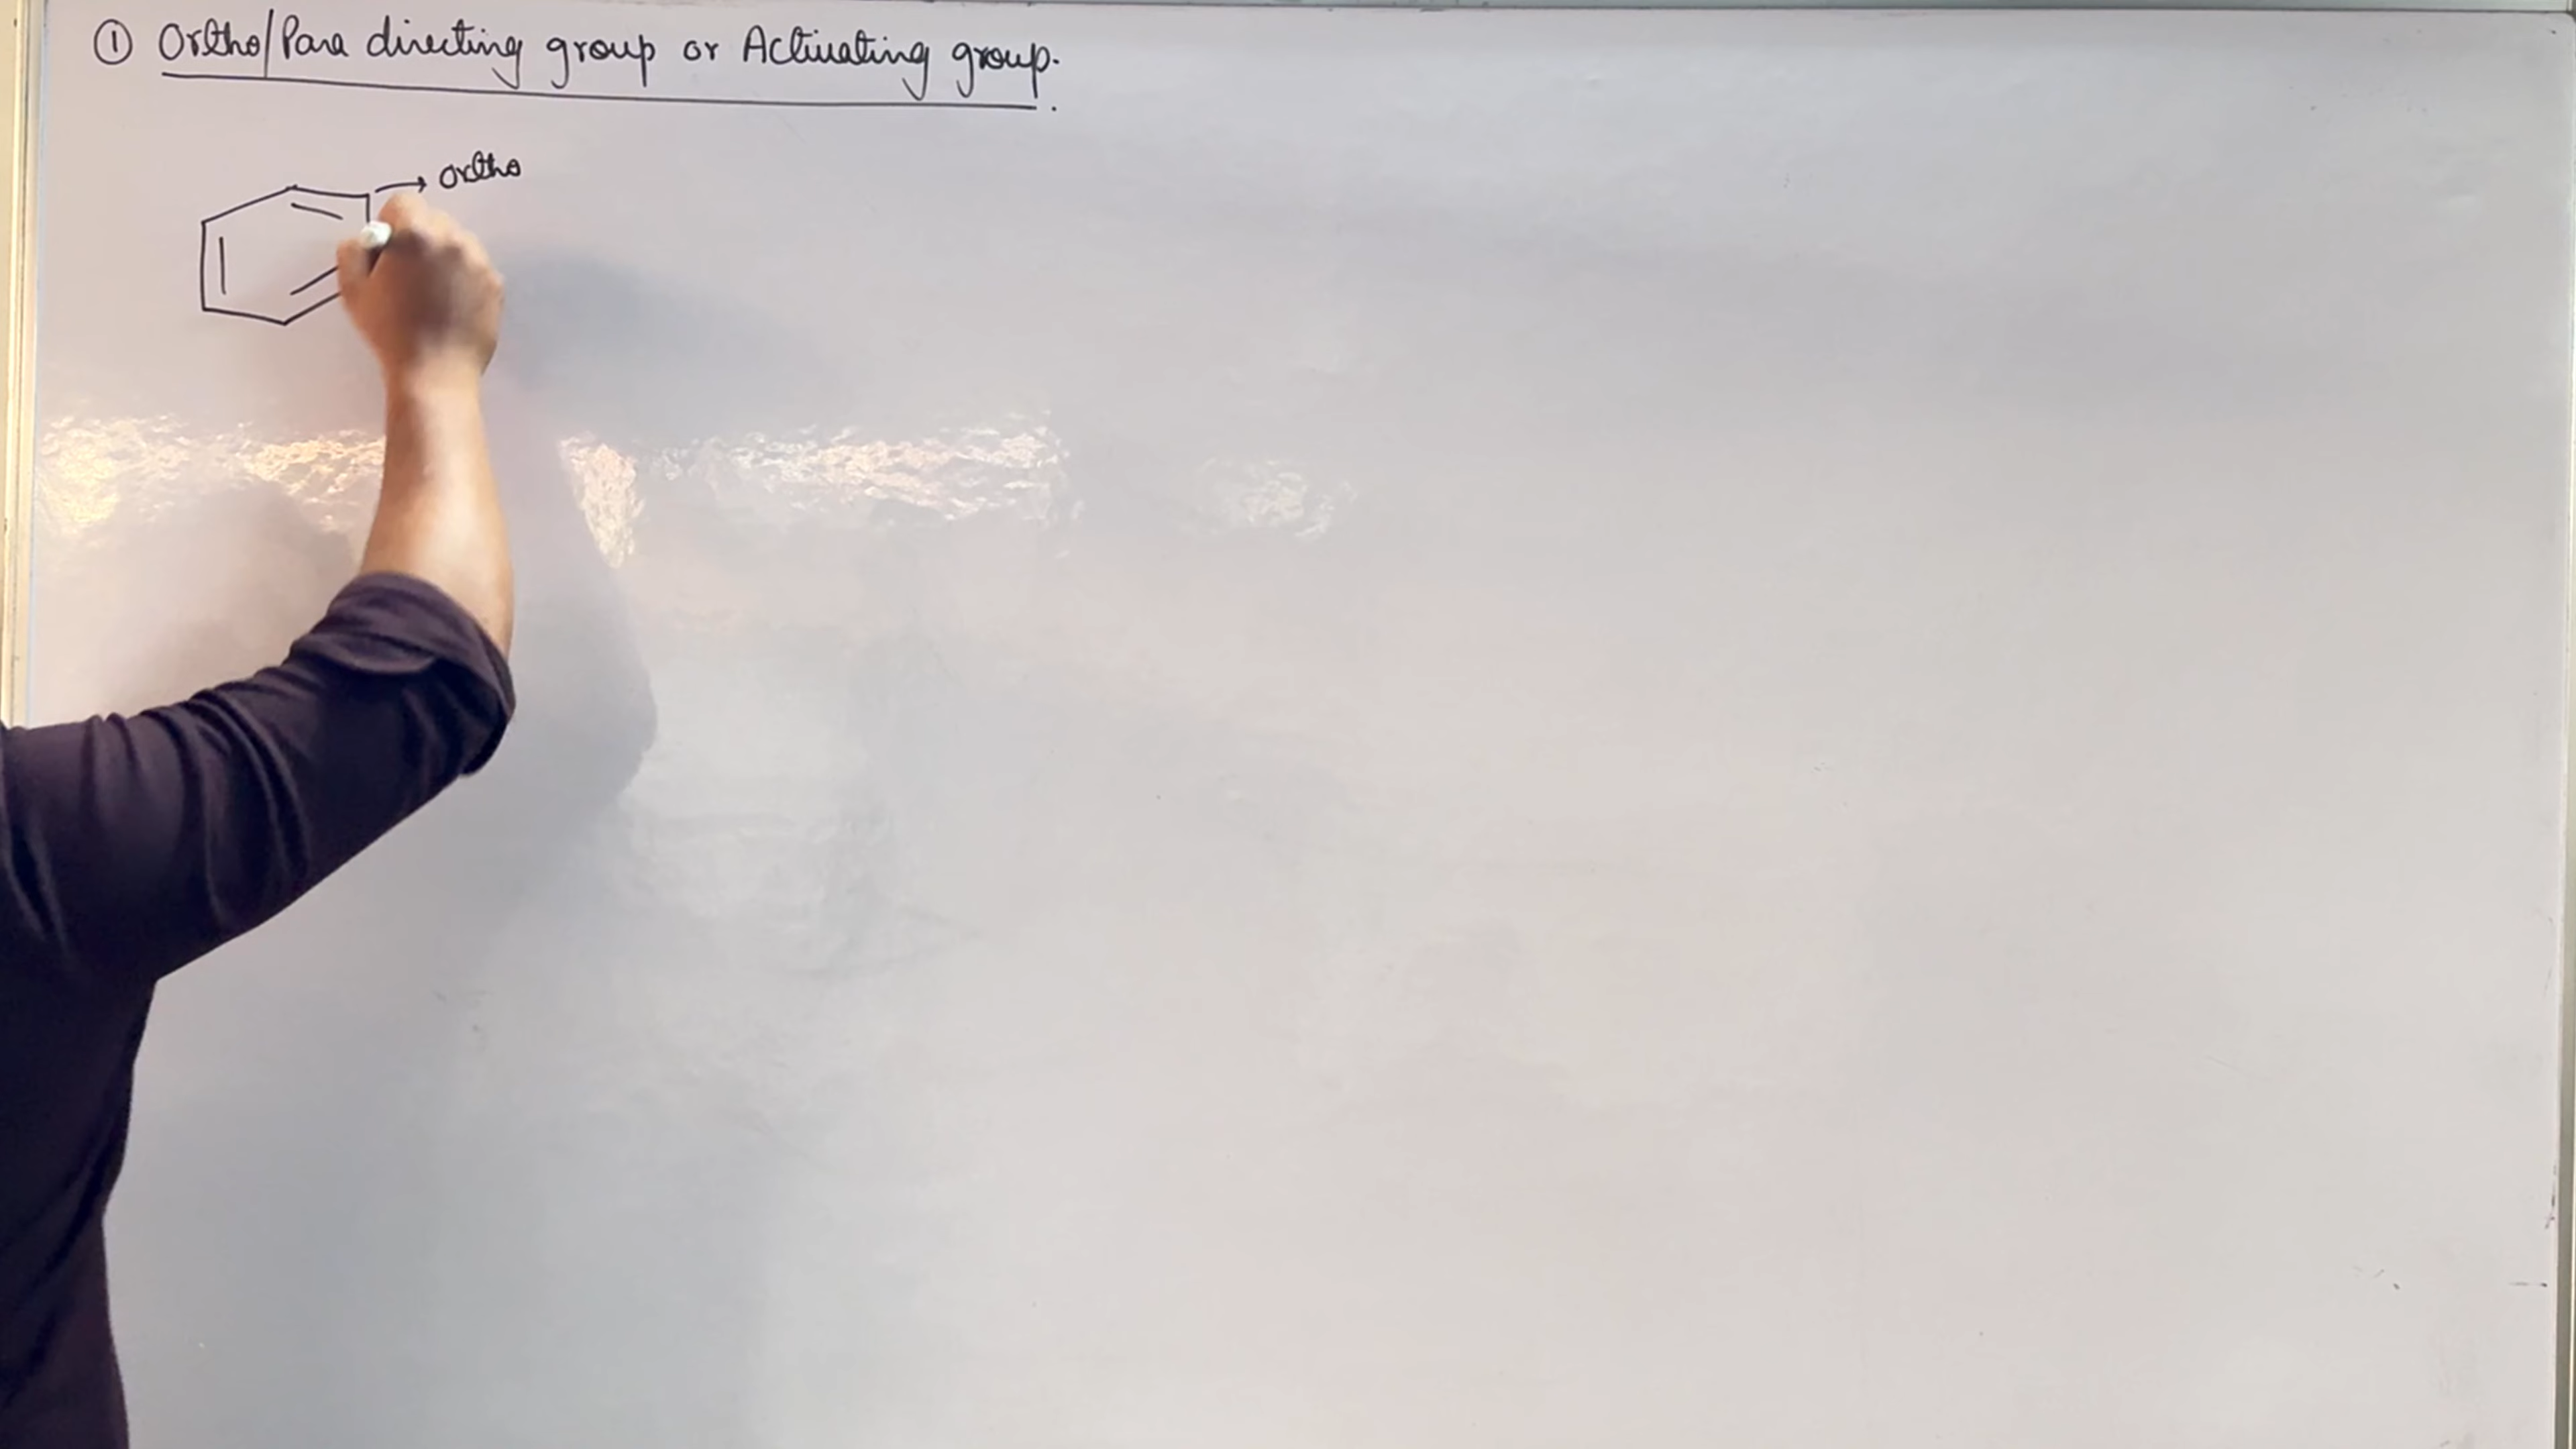 ① Ortho/Para directing group or Activating group.
→ ortho